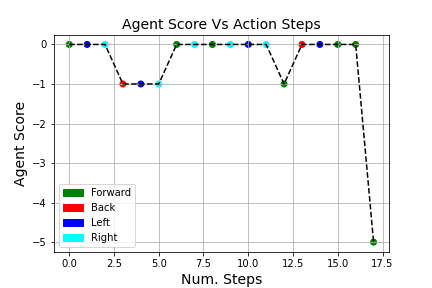 Agent Score Vs Action Steps
0
−1
−2
−3
−4
−5
Agent Score
Forward
Back
Left
Right
0.0 2.5 5.0 7.5 10.0 12.5 15.0 17.5
Num. Steps